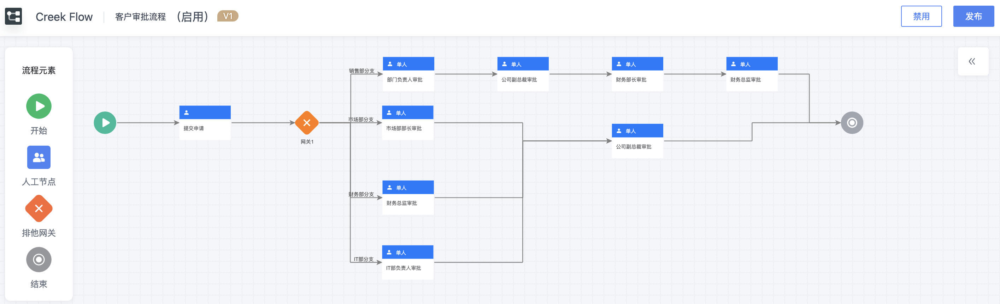 Creek Flow
客户审批流程 (启用) V1
禁用
发布
流程元素
开始
人工节点
排他网关
结束
提交申请
网关1
销售部分支
单人
部门负责人审批
单人
公司副总裁审批
单人
财务部长审批
单人
财务总监审批
市场部分支
单人
市场部部长审批
单人
公司副总裁审批
财务部分支
单人
财务总监审批
IT部分支
单人
IT部负责人审批